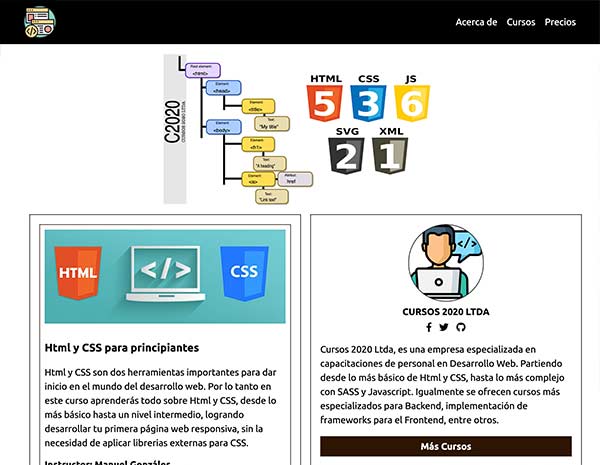 Acerca de Cursos Precios
C2020
CURSOS 2020 LTDA
Root element:
<html>
Element:
<head>
Element:
<title>
Text:
"My title"
Element:
<body>
Element:
<h1>
Text:
"A heading"
Element:
<a>
Attribut:
href
Text:
"Link text"
HTML CSS JS
5 3 6
SVG XML
2 1
HTML </> CSS
Html y CSS para principiantes
Html y CSS son dos herramientas importantes para dar
inicio en el mundo del desarrollo web. Por lo tanto en
este curso aprenderás todo sobre Html y CSS, desde lo
más básico hasta un nivel intermedio, logrando
desarrollar tu primera página web responsiva, sin la
necesidad de aplicar librerias externas para CSS.
Instructor: Manuel Gonzáles
</>
CURSOS 2020 LTDA
Cursos 2020 Ltda, es una empresa especializada en
capacitaciones de personal en Desarrollo Web. Partiendo
desde lo más básico de Html y CSS, hasta lo más complejo
con SASS y Javascript. Igualmente se ofrecen cursos más
especializados para Backend, implementación de
frameworks para el Frontend, entre otros.
Más Cursos